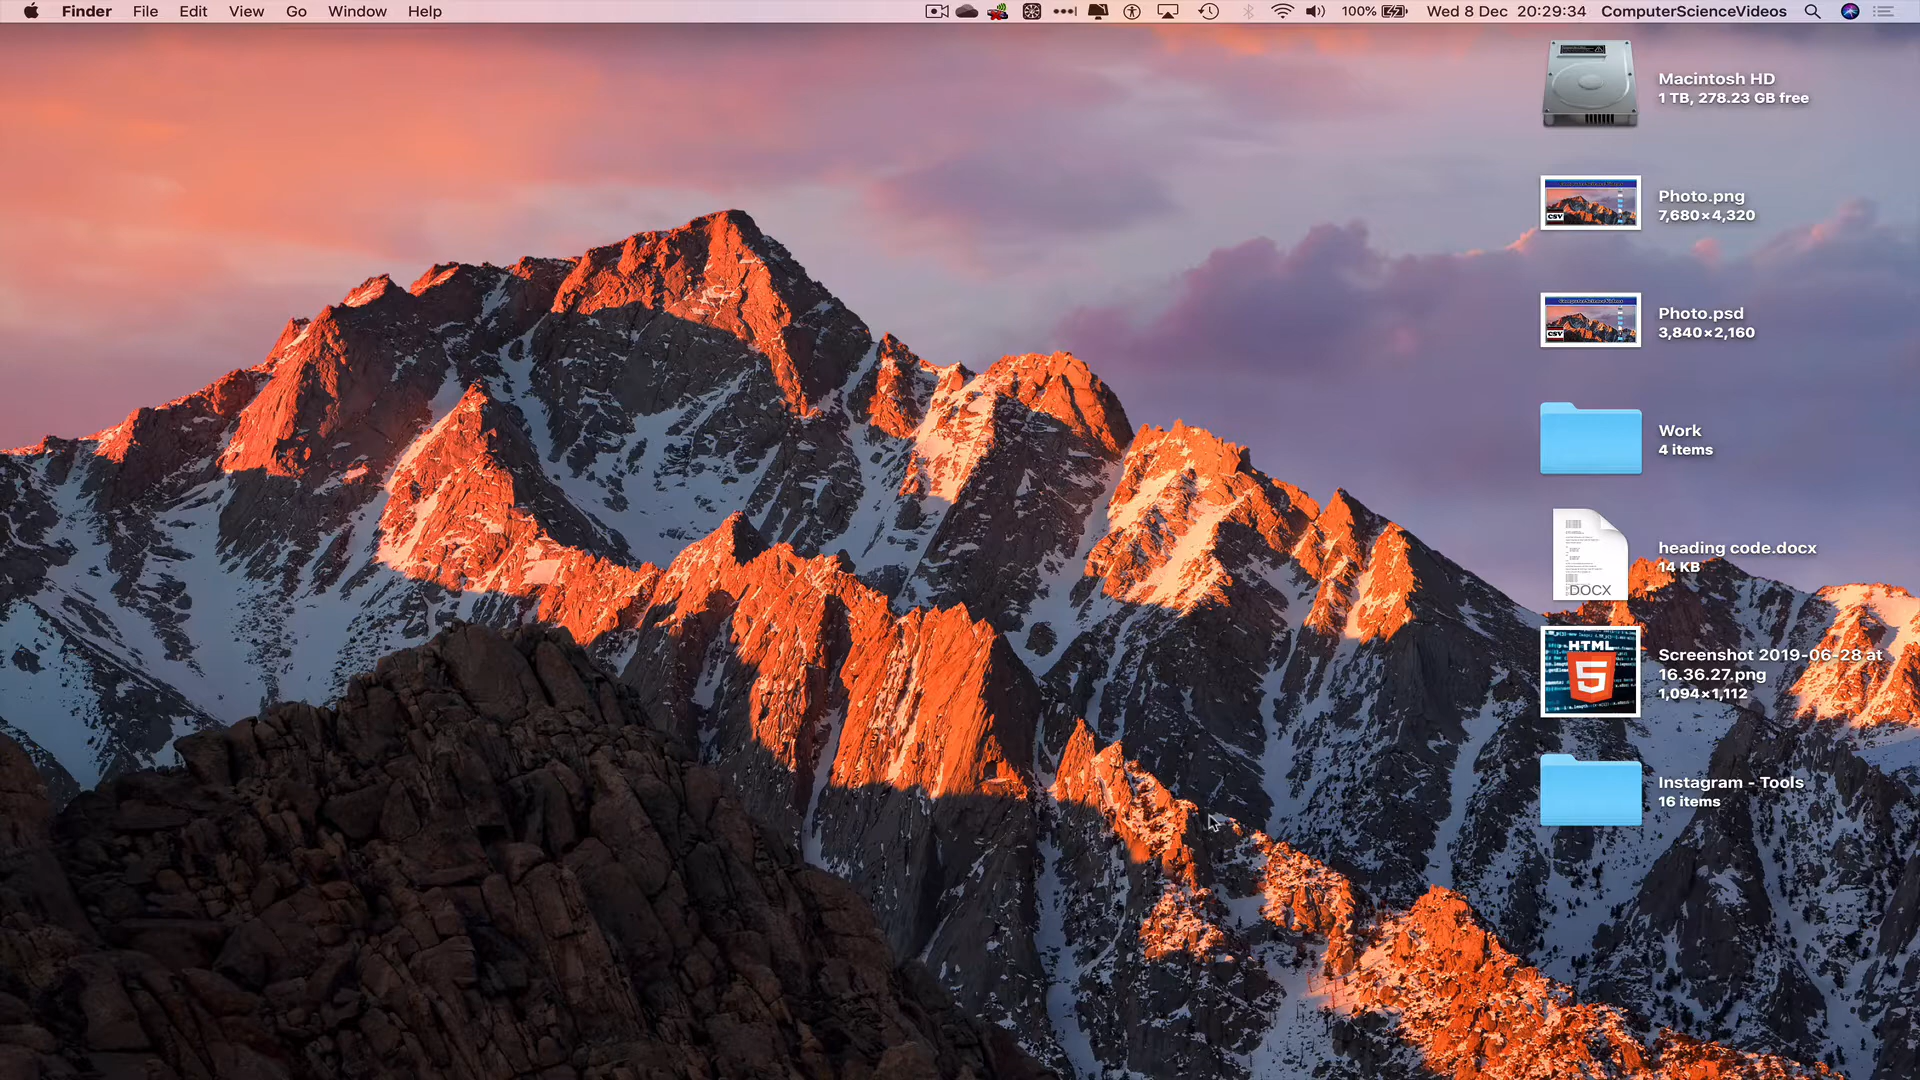 Finder File Edit View Go Window Help 100% Wed 8 Dec 20:29:34 ComputerScienceVideos
Macintosh HD
1 TB, 278.23 GB free
Photo.png
7,680×4,320
CSV
Photo.psd
3,840×2,160
CSV
Work
4 items
heading code.docx
14 KB
DOCX
HTML
5
Screenshot 2019-06-28 at
16.36.27.png
1,094×1,112
Instagram - Tools
16 items